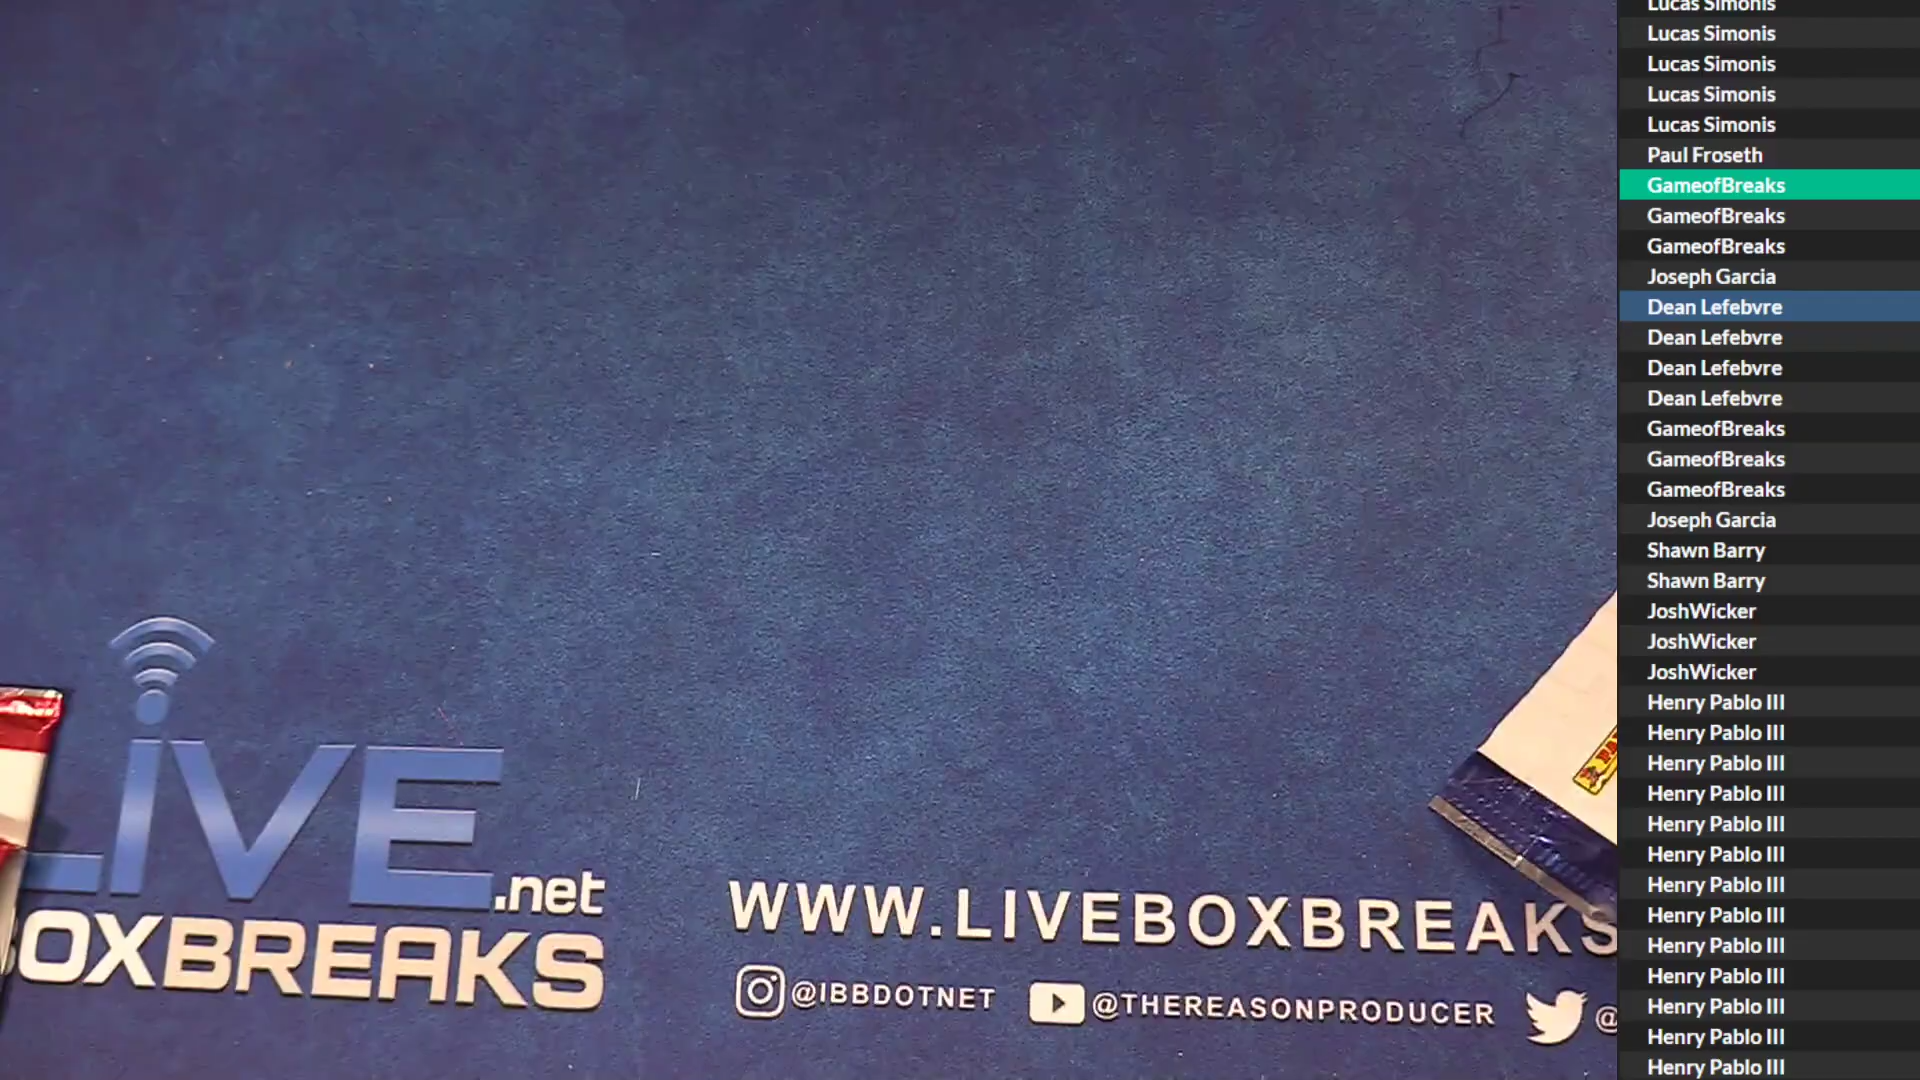 Lucas Simonis
Lucas Simonis
Lucas Simonis
Lucas Simonis
Lucas Simonis
Paul Froseth
GameofBreaks
GameofBreaks
GameofBreaks
Joseph Garcia
Dean Lefebvre
Dean Lefebvre
Dean Lefebvre
Dean Lefebvre
GameofBreaks
GameofBreaks
GameofBreaks
Joseph Garcia
Shawn Barry
Shawn Barry
JoshWicker
JoshWicker
JoshWicker
Henry Pablo III
Henry Pablo III
Henry Pablo III
Henry Pablo III
Henry Pablo III
Henry Pablo III
Henry Pablo III
Henry Pablo III
Henry Pablo III
Henry Pablo III
Henry Pablo III
Henry Pablo III
Henry Pablo III
LIVE.net
BOXBREAKS
WWW.LIVEBOXBREAKS
@IBBDOTNET @THEREASONPRODUCER @